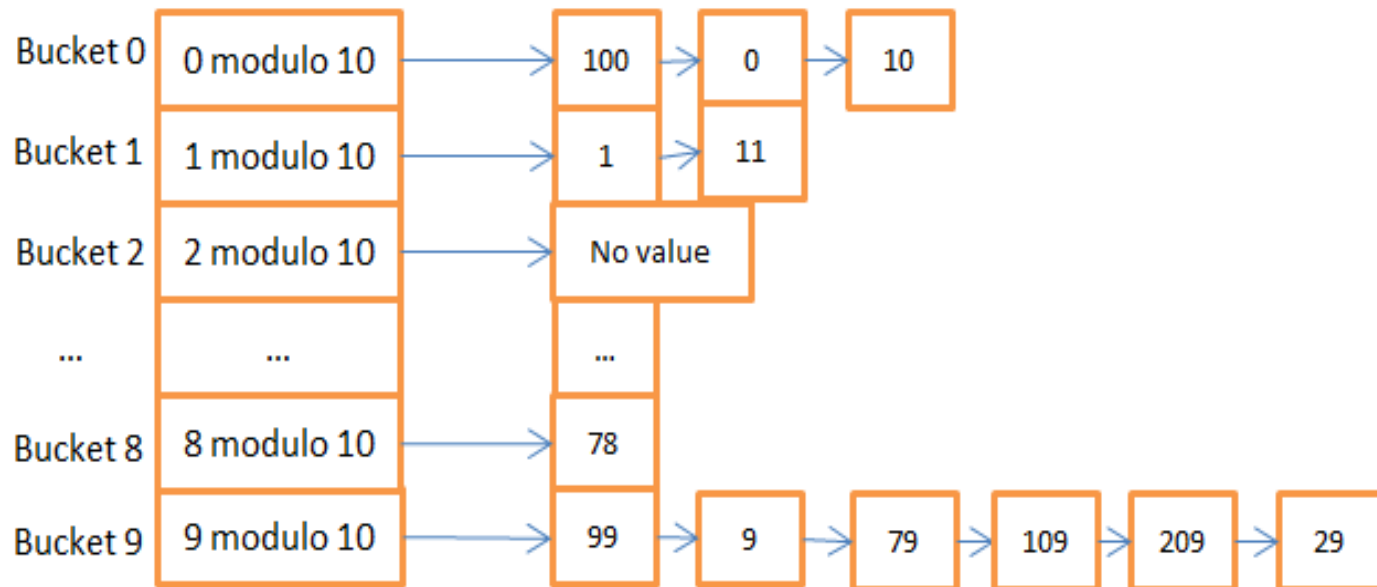 Bucket 0 0 modulo 10 100 0 10
Bucket 1 1 modulo 10 1 11
Bucket 2 2 modulo 10 No value
... ... ...
Bucket 8 8 modulo 10 78
Bucket 9 9 modulo 10 99 9 79 109 209 29